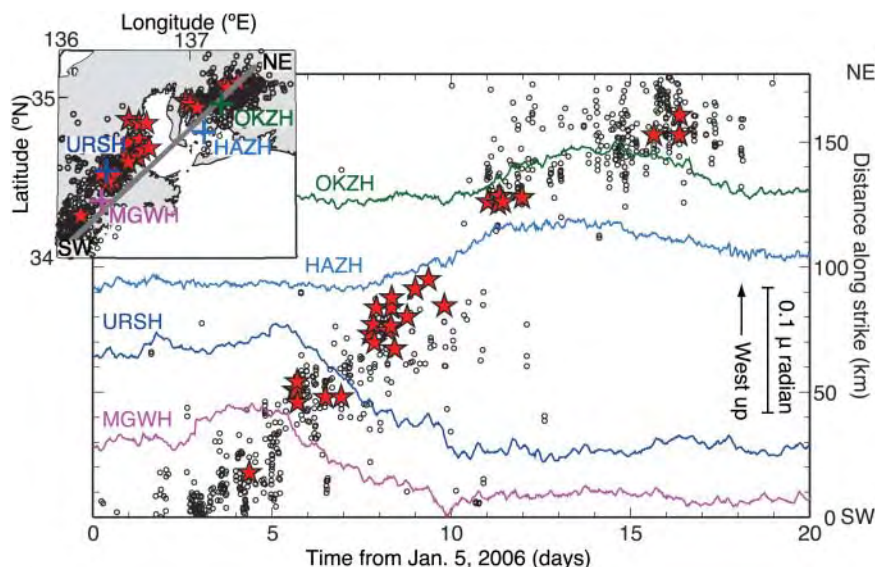 Longitude (ºE)
136 137
NE
35
OKZH
URSH
HAZH
MGWH
34
SW
Latitude (ºN)
NE
150
100
50
0 SW
Distance along strike (km)
OKZH
HAZH
URSH
MGWH
West up
0.1 μ radian
0 5 10 15 20
Time from Jan. 5, 2006 (days)